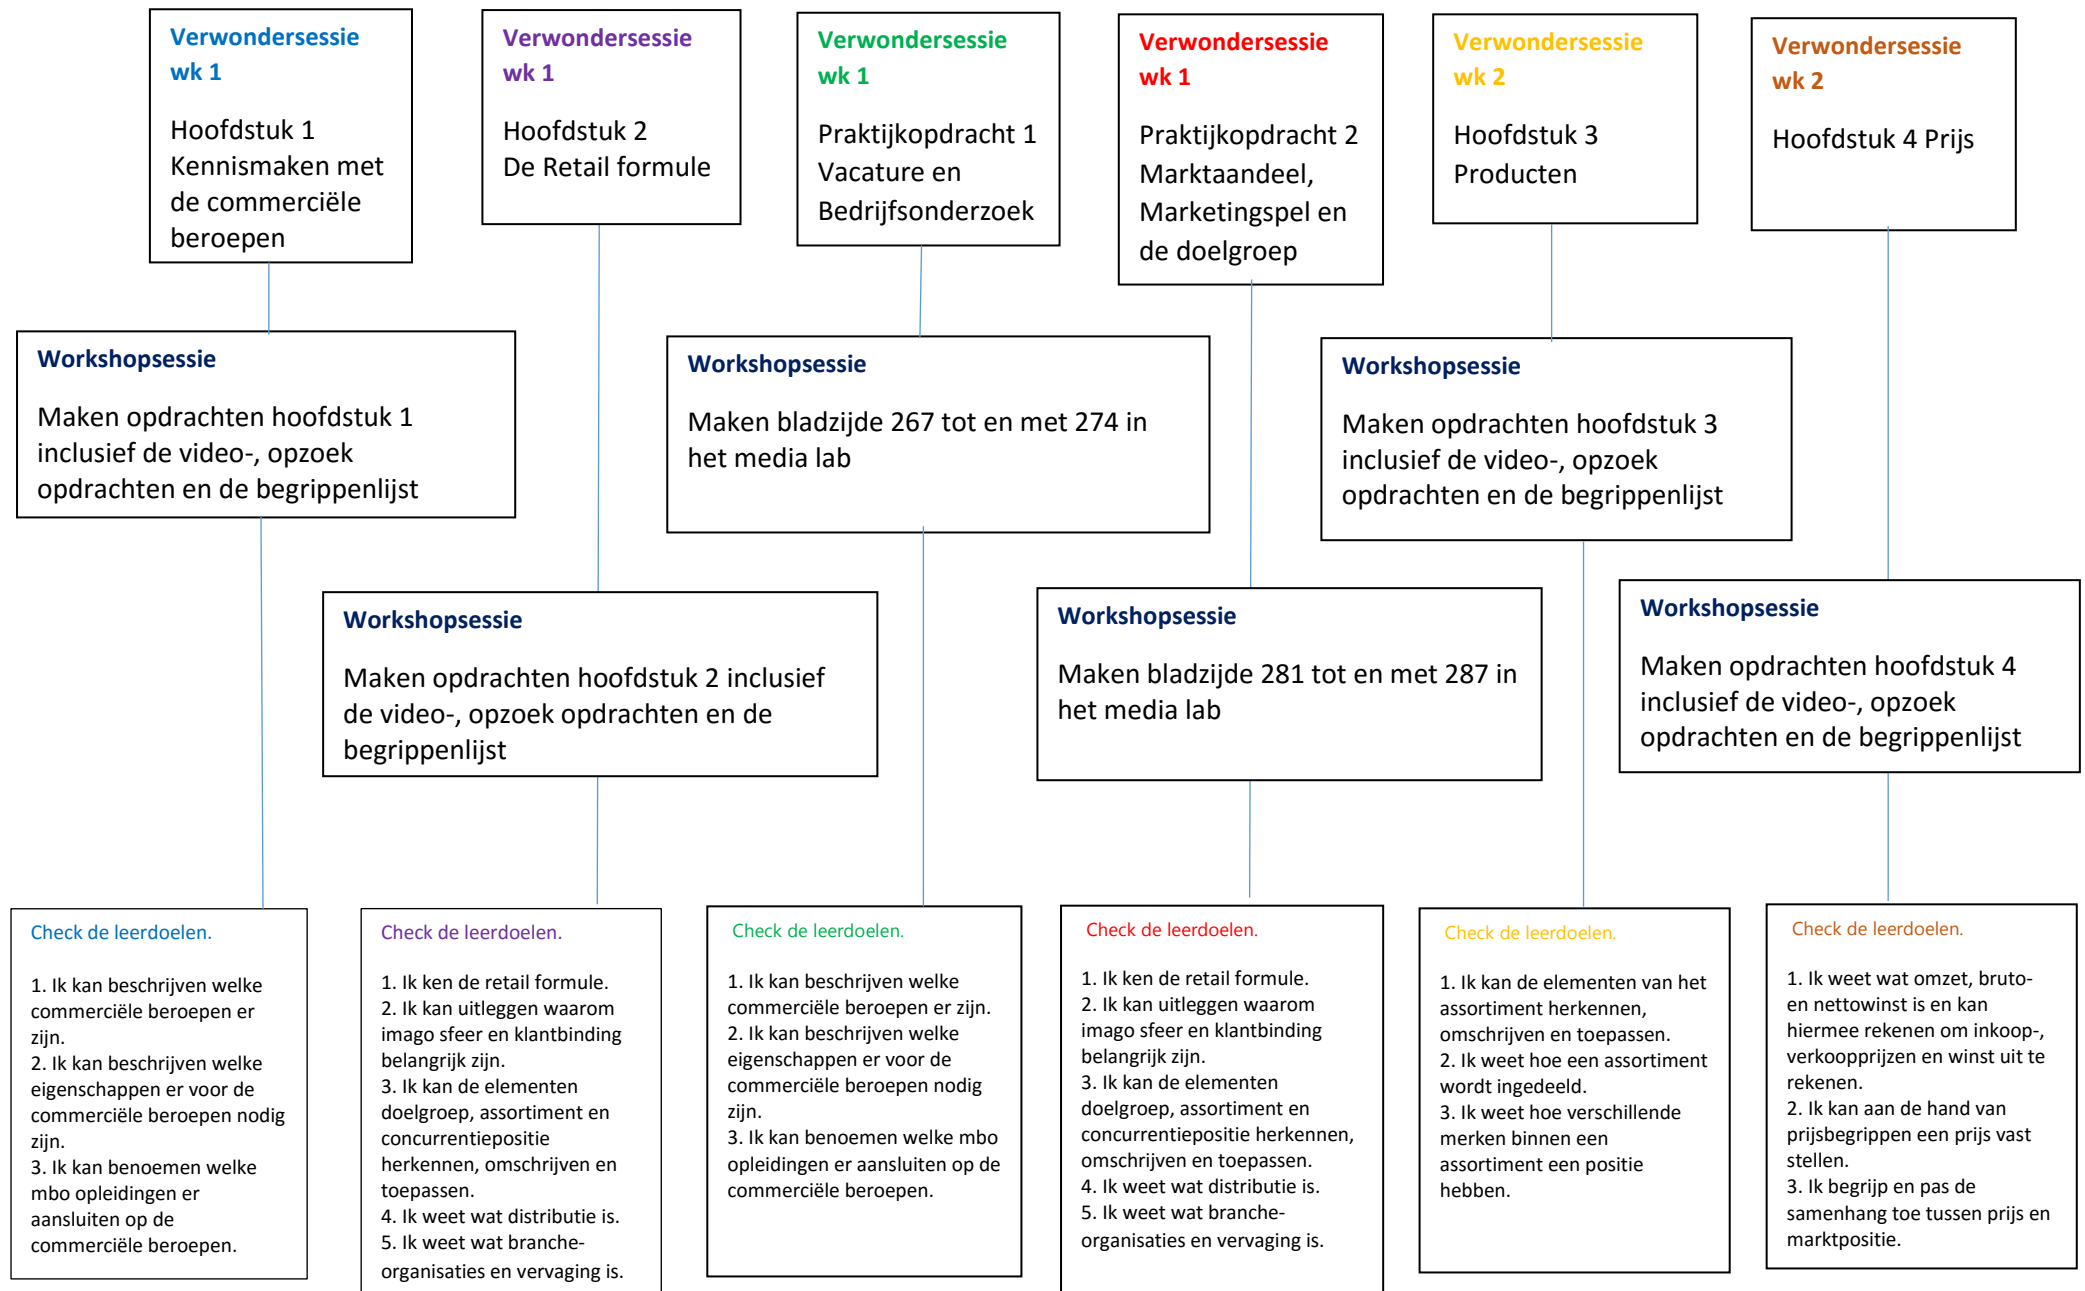 Verwondersessie
wk 1
Hoofdstuk 1
Kennismaken met
de commerciële
beroepen
Verwondersessie
wk 1
Hoofdstuk 2
De Retail formule
Verwondersessie
wk 1
Praktijkopdracht 1
Vacature en
Bedrijfsonderzoek
Verwondersessie
wk 1
Praktijkopdracht 2
Marktaandeel,
Marketingspel en
de doelgroep
Verwondersessie
wk 2
Hoofdstuk 3
Producten
Verwondersessie
wk 2
Hoofdstuk 4 Prijs
Workshopsessie
Maken opdrachten hoofdstuk 1
inclusief de video-, opzoek
opdrachten en de begrippenlijst
Workshopsessie
Maken bladzijde 267 tot en met 274 in
het media lab
Workshopsessie
Maken opdrachten hoofdstuk 3
inclusief de video-, opzoek
opdrachten en de begrippenlijst
Workshopsessie
Maken opdrachten hoofdstuk 2 inclusief
de video-, opzoek opdrachten en de
begrippenlijst
Workshopsessie
Maken bladzijde 281 tot en met 287 in
het media lab
Workshopsessie
Maken opdrachten hoofdstuk 4
inclusief de video-, opzoek
opdrachten en de begrippenlijst
Check de leerdoelen.
1. Ik kan beschrijven welke
commerciële beroepen er
zijn.
2. Ik kan beschrijven welke
eigenschappen er voor de
commerciële beroepen nodig
zijn.
3. Ik kan benoemen welke
mbo opleidingen er
aansluiten op de
commerciële beroepen.
Check de leerdoelen.
1. Ik ken de retail formule.
2. Ik kan uitleggen waarom
imago sfeer en klantbinding
belangrijk zijn.
3. Ik kan de elementen
doelgroep, assortiment en
concurrentiepositie
herkennen, omschrijven en
toepassen.
4. Ik weet wat distributie is.
5. Ik weet wat branche-
organisaties en vervaging is.
Check de leerdoelen.
1. Ik kan beschrijven welke
commerciële beroepen er zijn.
2. Ik kan beschrijven welke
eigenschappen er voor de
commerciële beroepen nodig
zijn.
3. Ik kan benoemen welke mbo
opleidingen er aansluiten op de
commerciële beroepen.
Check de leerdoelen.
1. Ik ken de retail formule.
2. Ik kan uitleggen waarom
imago sfeer en klantbinding
belangrijk zijn.
3. Ik kan de elementen
doelgroep, assortiment en
concurrentiepositie herkennen,
omschrijven en toepassen.
4. Ik weet wat distributie is.
5. Ik weet wat branche-
organisaties en vervaging is.
Check de leerdoelen.
1. Ik kan de elementen van het
assortiment herkennen,
omschrijven en toepassen.
2. Ik weet hoe een assortiment
wordt ingedeeld.
3. Ik weet hoe verschillende
merken binnen een
assortiment een positie
hebben.
Check de leerdoelen.
1. Ik weet wat omzet, bruto-
en nettowinst is en kan
hiermee rekenen om inkoop-,
verkoopprijzen en winst uit te
rekenen.
2. Ik kan aan de hand van
prijsbegrippen een prijs vast
stellen.
3. Ik begrijp en pas de
samenhang toe tussen prijs en
marktpositie.